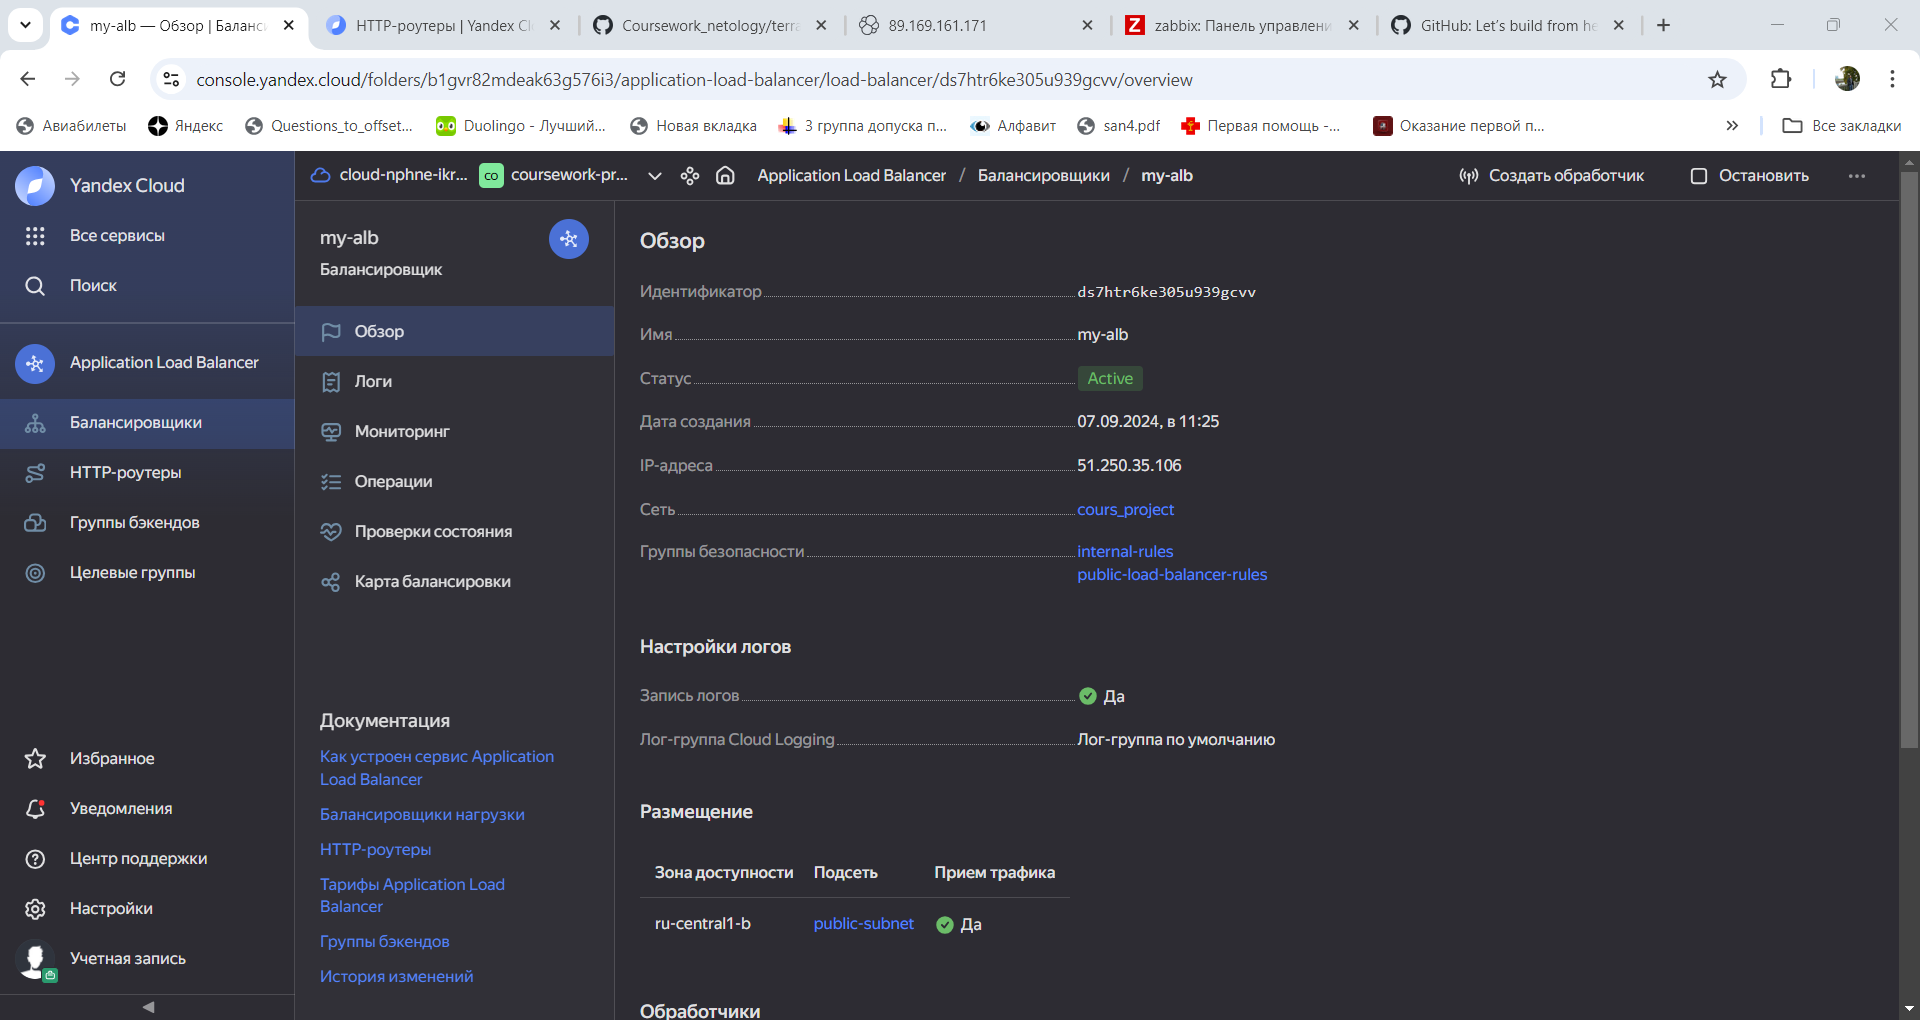 my-alb — Обзор | Баланс
HTTP-роутеры | Yandex Cl
Coursework_netology/terra
89.169.161.171
zabbix: Панель управлени
GitHub: Let's build from he
console.yandex.cloud/folders/b1gvr82mdeak63g576i3/application-load-balancer/load-balancer/ds7htr6ke305u939gcvv/overview
Авиабилеты
Яндекс
Questions_to_offset...
Duolingo - Лучший...
Новая вкладка
3 группа допуска п...
Алфавит
san4.pdf
Первая помощь -...
Оказание первой п...
Все закладки
Yandex Cloud
Все сервисы
Поиск
Application Load Balancer
Балансировщики
HTTP-роутеры
Группы бэкендов
Целевые группы
Избранное
Уведомления
Центр поддержки
Настройки
Учетная запись
cloud-nphne-ikr...
co
coursework-pr...
Application Load Balancer / Балансировщики / my-alb
Создать обработчик
Остановить
my-alb
Балансировщик
Обзор
Логи
Мониторинг
Операции
Проверки состояния
Карта балансировки
Документация
Как устроен сервис Application
Load Balancer
Балансировщики нагрузки
HTTP-роутеры
Тарифы Application Load
Balancer
Группы бэкендов
История изменений
Обзор
Идентификатор ds7htr6ke305u939gcvv
Имя my-alb
Статус Active
Дата создания 07.09.2024, в 11:25
IP-адреса 51.250.35.106
Сеть cours_project
Группы безопасности internal-rules
public-load-balancer-rules
Настройки логов
Запись логов Да
Лог-группа Cloud Logging Лог-группа по умолчанию
Размещение
Зона доступности Подсеть Прием трафика
ru-central1-b public-subnet Да
Обработчики